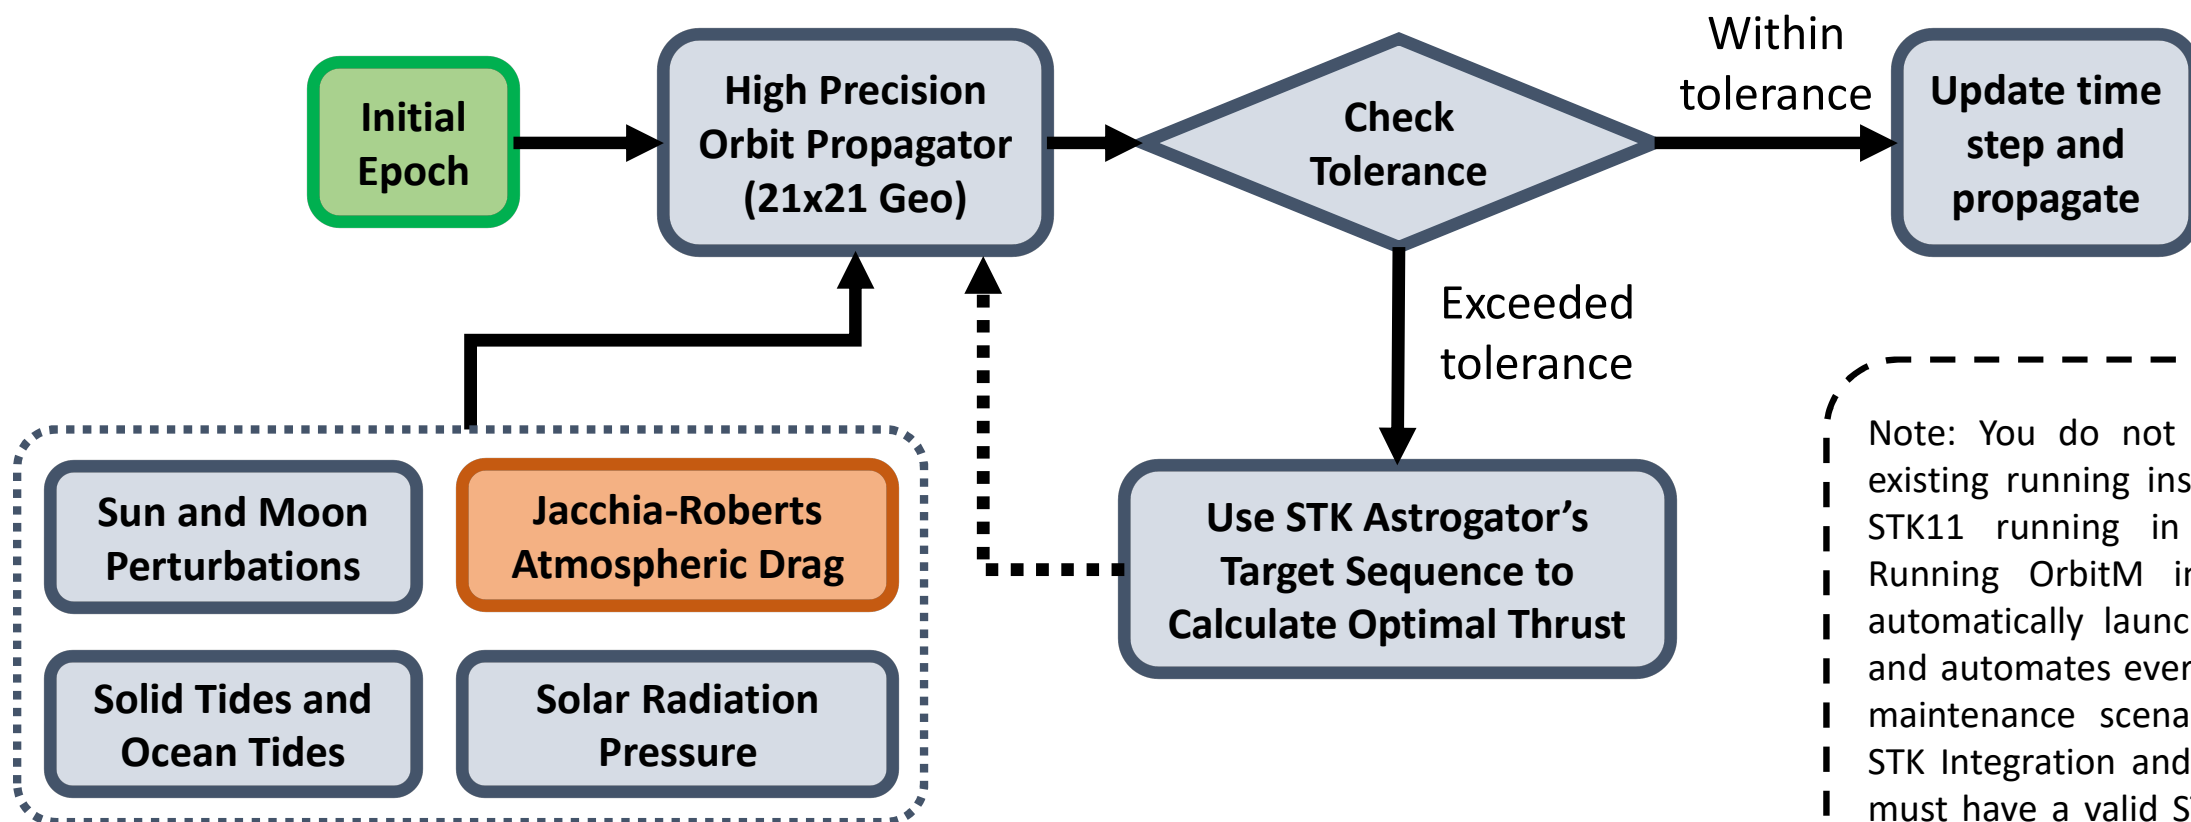 Initial
Epoch
High Precision
Orbit Propagator
(21x21 Geo)
Check
Tolerance
Within
tolerance
Update time
step and
propagate
Exceeded
tolerance
Sun and Moon
Perturbations
Jacchia-Roberts
Atmospheric Drag
Solid Tides and
Ocean Tides
Solar Radiation
Pressure
Use STK Astrogator’s
Target Sequence to
Calculate Optimal Thrust
Note: You do not
existing running
STK11 running in
Running OrbitM
automatically
and automates
maintenance
STK Integration and
must have a valid